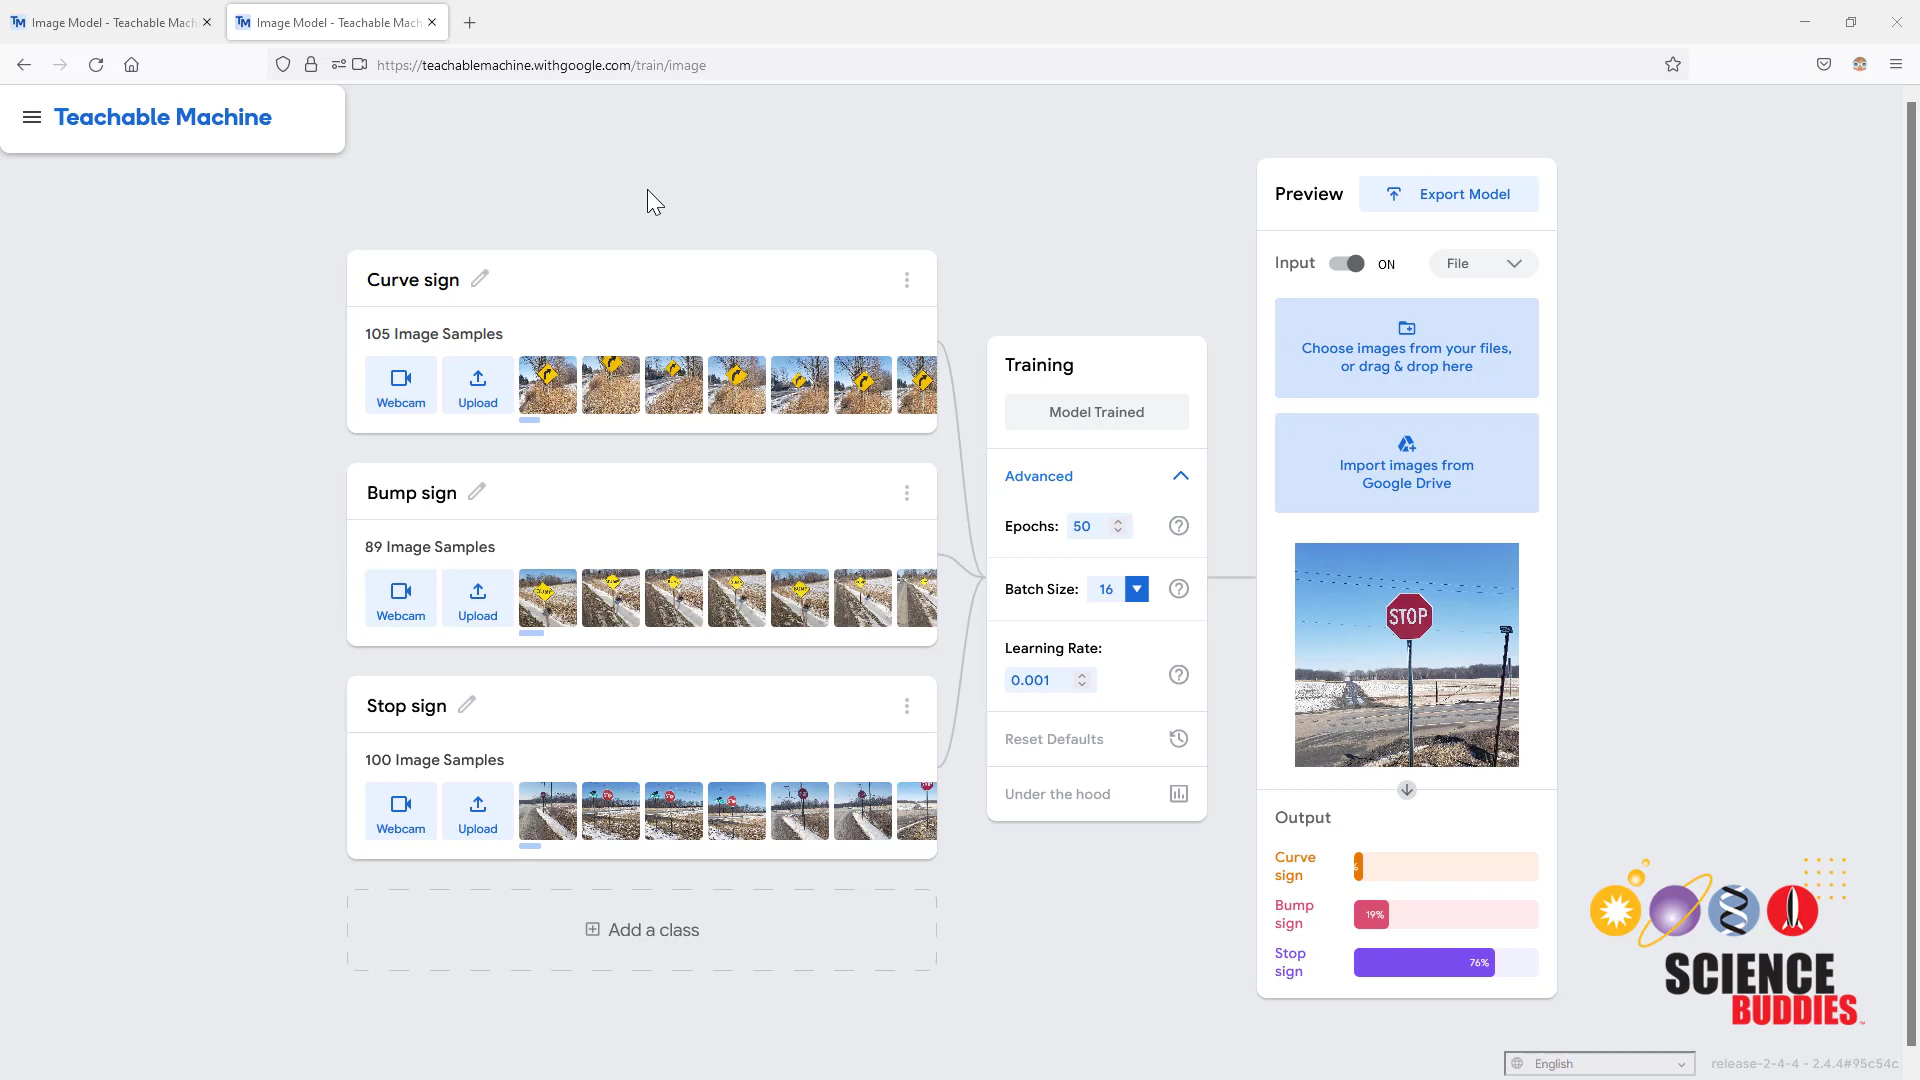 Image Model - Teachable Mach
Image Model - Teachable Mach
https://teachablemachine.withgoogle.com/train/image
Teachable Machine
Curve sign
105 Image Samples
Webcam
Upload
Bump sign
89 Image Samples
Webcam
Upload
Stop sign
100 Image Samples
Webcam
Upload
Add a class
Training
Model Trained
Advanced
Epochs: 50
Batch Size: 16
Learning Rate:
0.001
Reset Defaults
Under the hood
Preview
Export Model
Input ON File
Choose images from your files,
or drag & drop here
Import images from
Google Drive
STOP
Output
Curve
sign
Bump
sign
19%
Stop
sign
76%
SCIENCE
BUDDIES
English
release-2-4-4 - 2.4.4#95c54c